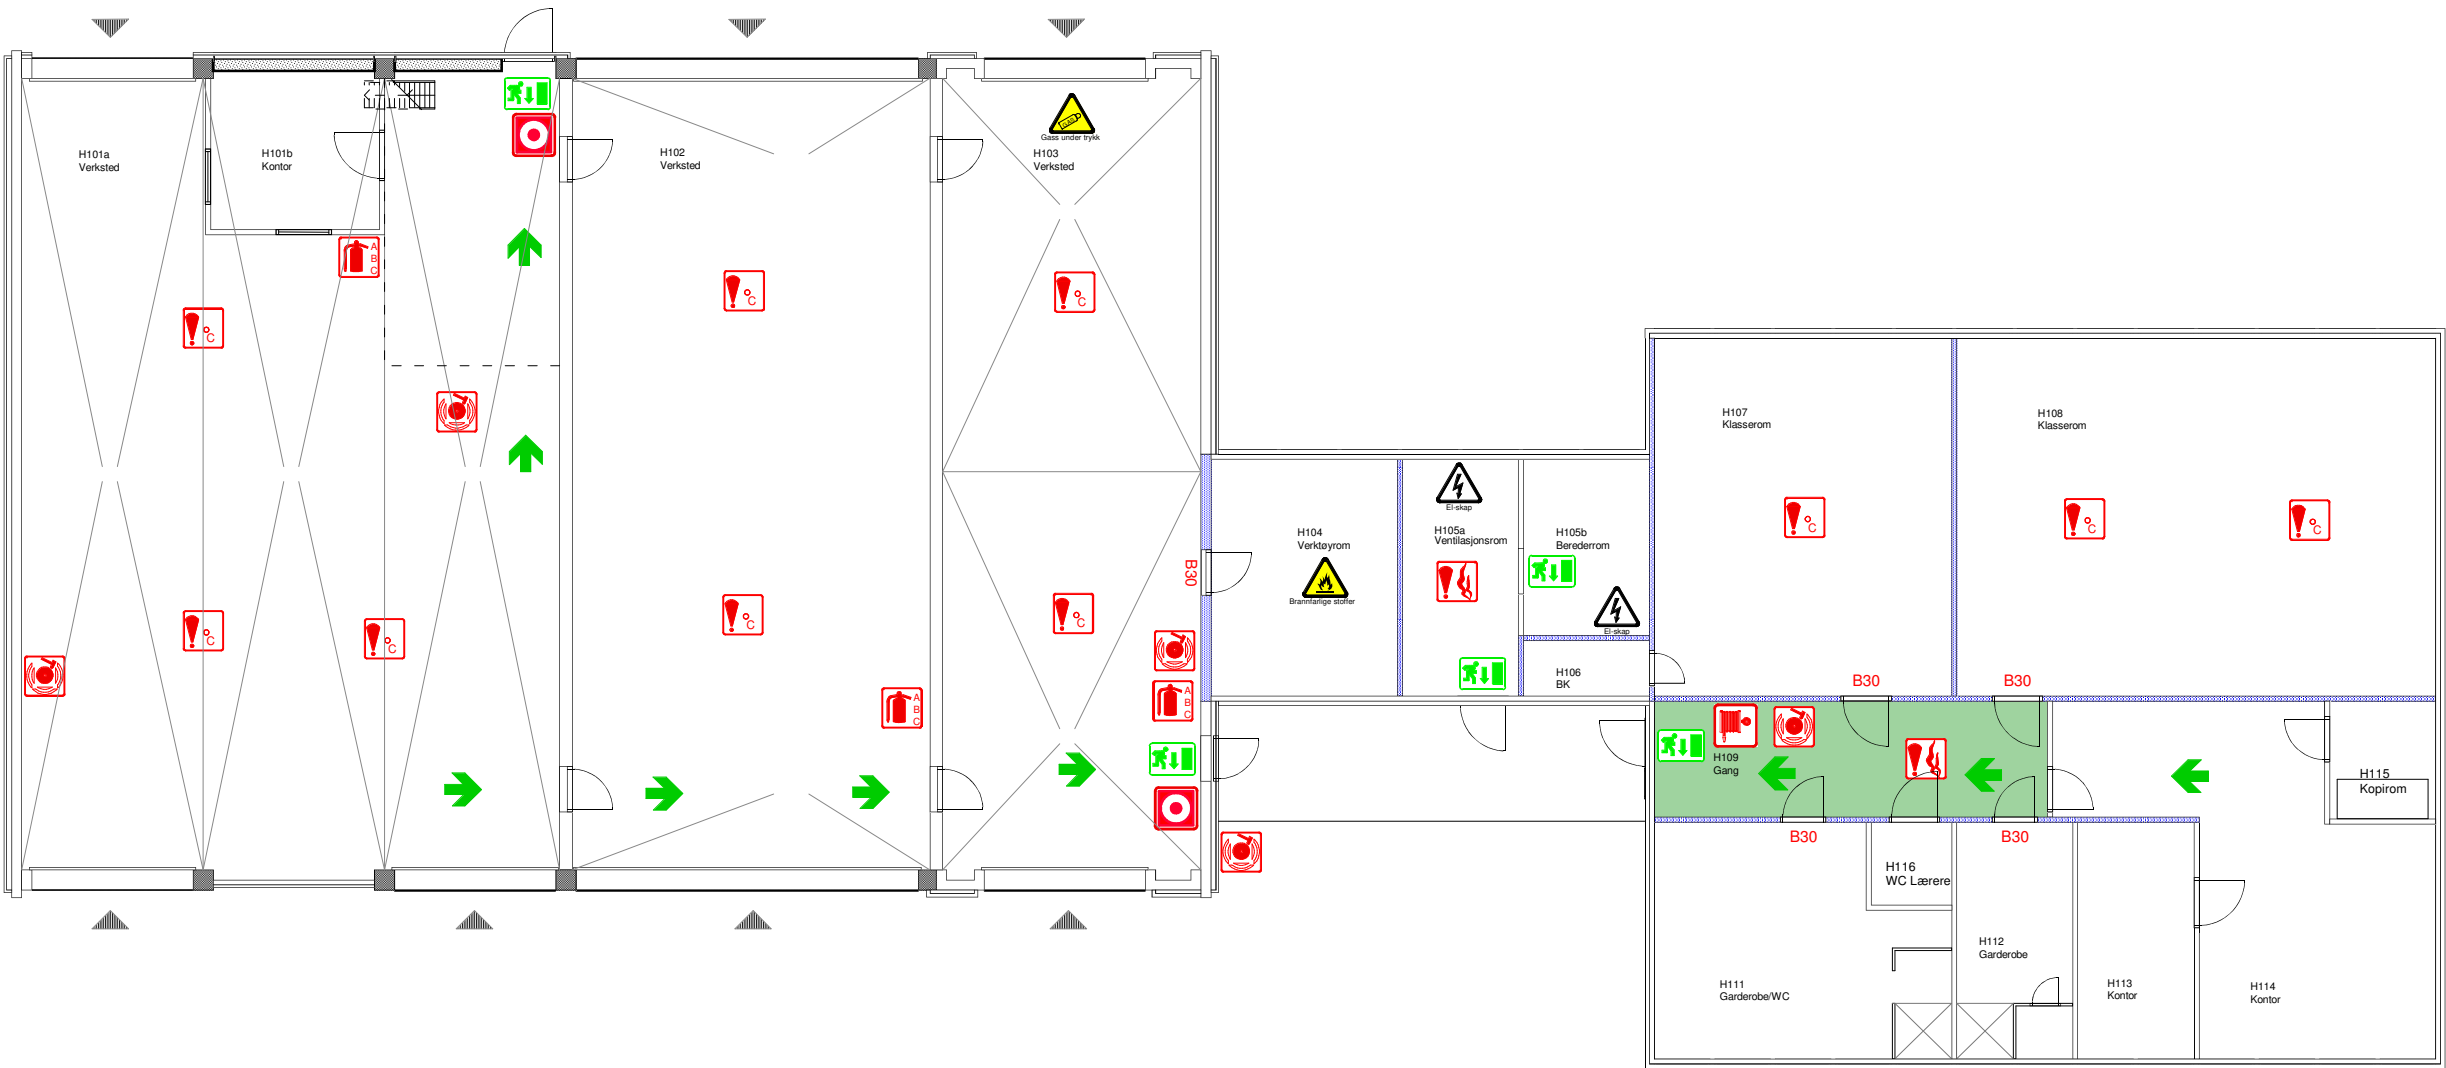 H101a
Verksted
H101b
Kontor
H102
Verksted
Gass under trykk
H103
Verksted
A
B
C
°C
°C
°C
°C
°C
°C
°C
°C
A
B
C
A
B
C
B30
H104
Verktøyrom
Brannfarlige stoffer
El-skap
H105a
Ventilasjonsrom
H105b
Berederrom
El-skap
H106
BK
H107
Klasserom
°C
H108
Klasserom
°C
°C
B30
B30
H109
Gang
H115
Kopirom
B30
B30
H116
WC Lærere
H111
Garderobe/WC
H112
Garderobe
H113
Kontor
H114
Kontor